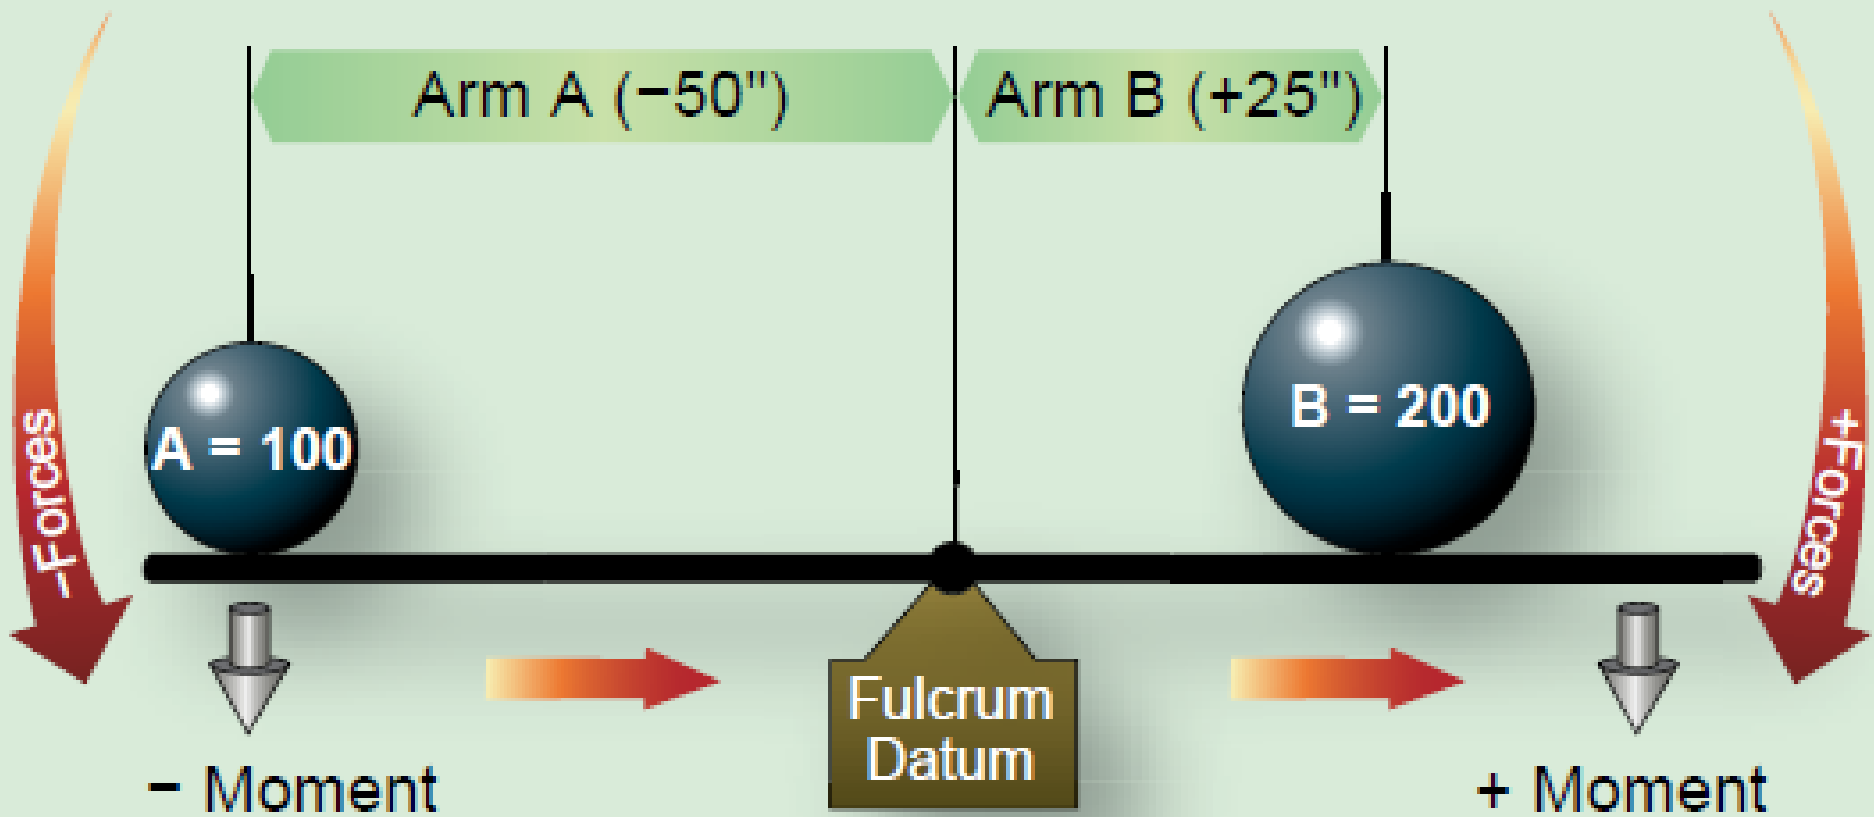 Arm A (−50")
Arm B (+25")
A = 100
B = 200
−Forces
+Forces
Fulcrum
Datum
− Moment
+ Moment